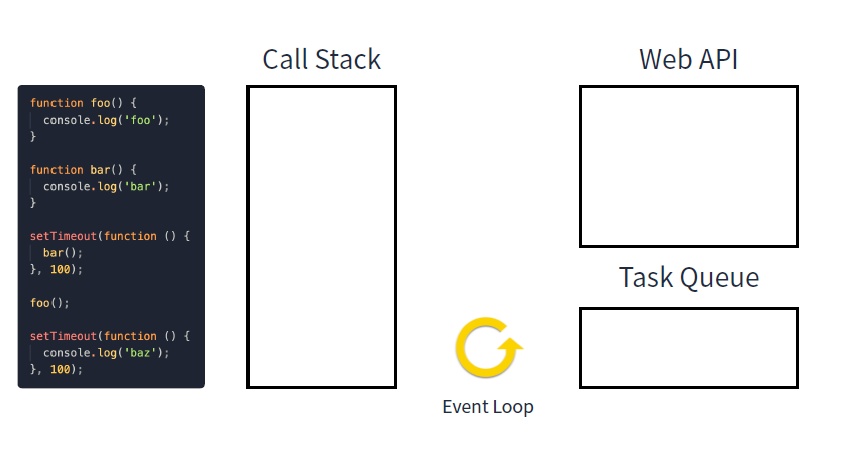 Call Stack
Web API
function foo() {
console.log('foo');
}
function bar() {
console.log('bar');
}
setTimeout(function () {
bar();
}, 100);
foo();
setTimeout(function () {
console.log('baz');
}, 100);
Task Queue
Event Loop